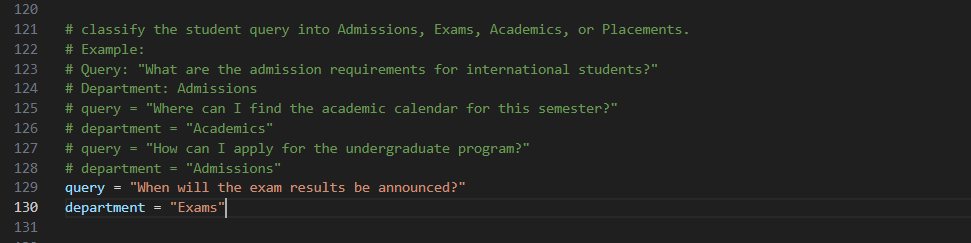 120
121 # classify the student query into Admissions, Exams, Academics, or Placements.
122 # Example:
123 # Query: "What are the admission requirements for international students?"
124 # Department: Admissions
125 # query = "Where can I find the academic calendar for this semester?"
126 # department = "Academics"
127 # query = "How can I apply for the undergraduate program?"
128 # department = "Admissions"
129 query = "When will the exam results be announced?"
130 department = "Exams"
131